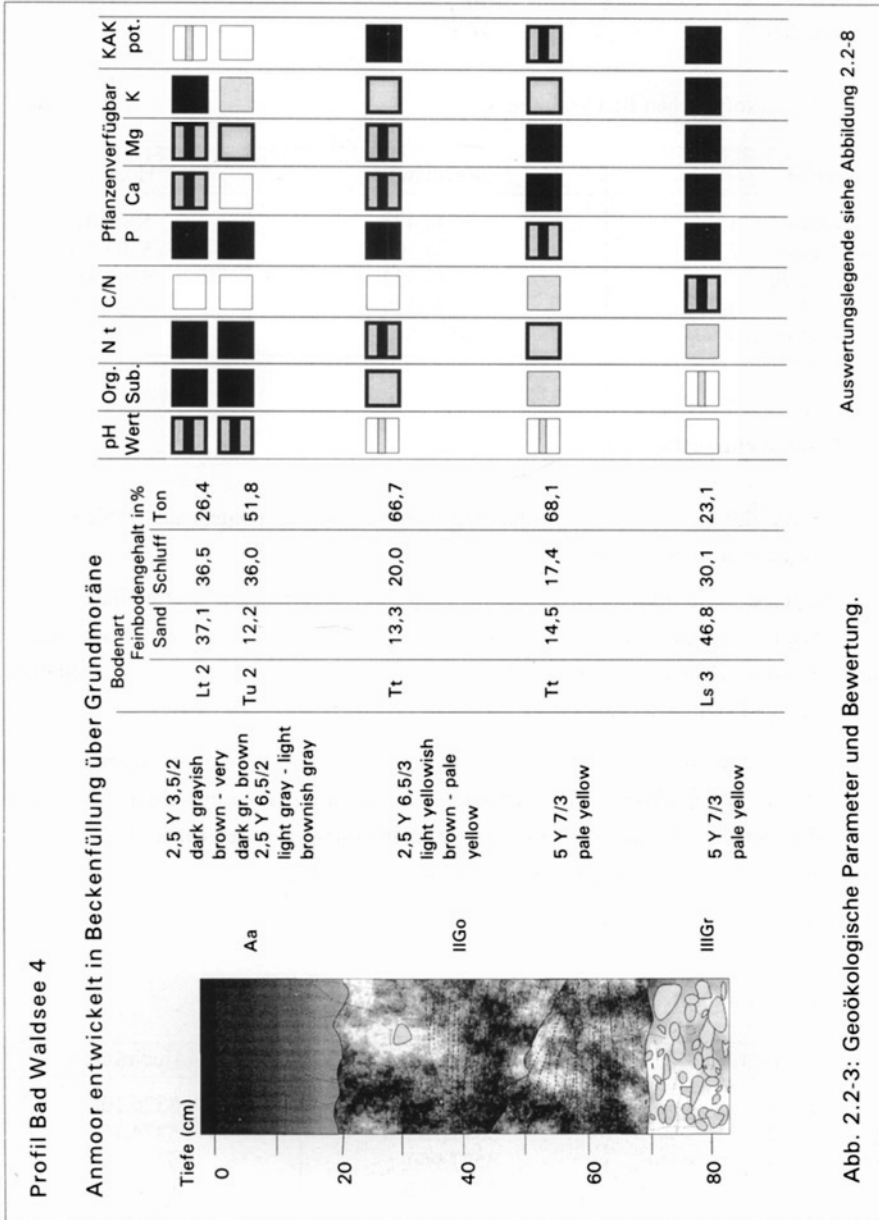 Profil Bad Waldsee 4
Anmoor entwickelt in Beckenfüllung über Grundmoräne
Tiefe (cm)
0
20
40
60
80
Aa
IIGo
IIIGr
2,5 Y 3,5/2
dark grayish
brown - very
dark gr. brown
2,5 Y 6,5/2
light gray - light
brownish gray
2,5 Y 6,5/3
light yellowish
brown - pale
yellow
5 Y 7/3
pale yellow
5 Y 7/3
pale yellow
Bodenart
Feinbodengehalt in %
Sand Schluff Ton
Lt 2 37,1 36,5 26,4
Tu 2 12,2 36,0 51,8
Tt 13,3 20,0 66,7
Tt 14,5 17,4 68,1
Ls 3 46,8 30,1 23,1
pH Org. N t C/N Pflanzenverfügbar KAK
Wert Sub. P Ca Mg K pot.
Auswertungslegende siehe Abbildung 2.2-8
Abb. 2.2-3: Geoökologische Parameter und Bewertung.